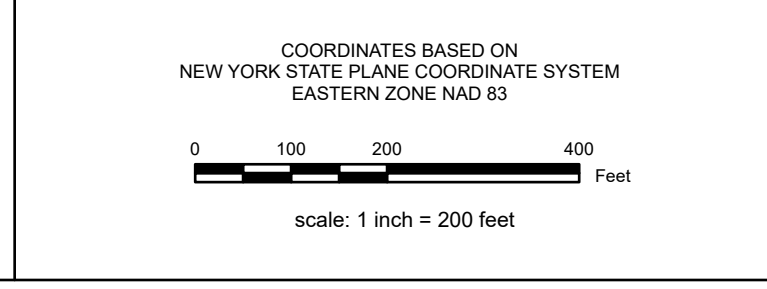 COORDINATES BASED ON
NEW YORK STATE PLANE COORDINATE SYSTEM
EASTERN ZONE NAD 83
0 100 200 400
Feet
scale: 1 inch = 200 feet